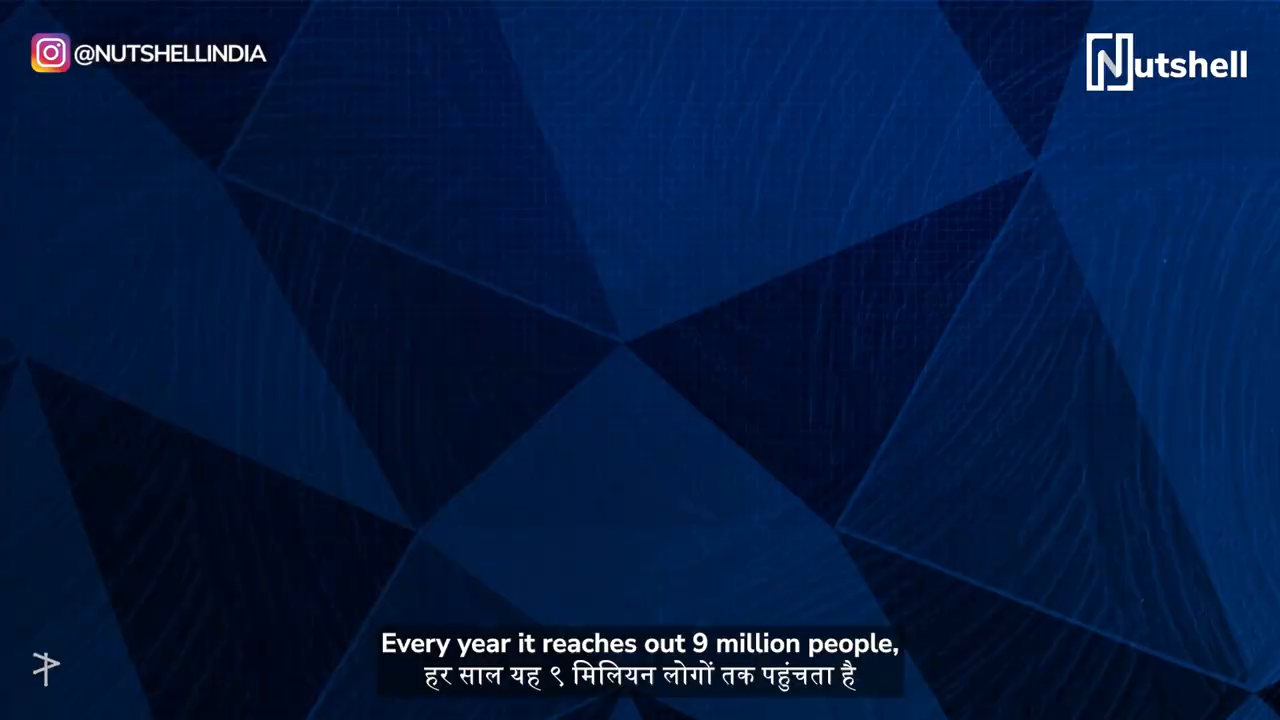 @NUTSHELLINDIA
Nutshell
Every year it reaches out 9 million people,
हर साल यह ९ मिलियन लोगों तक पहुंचता है